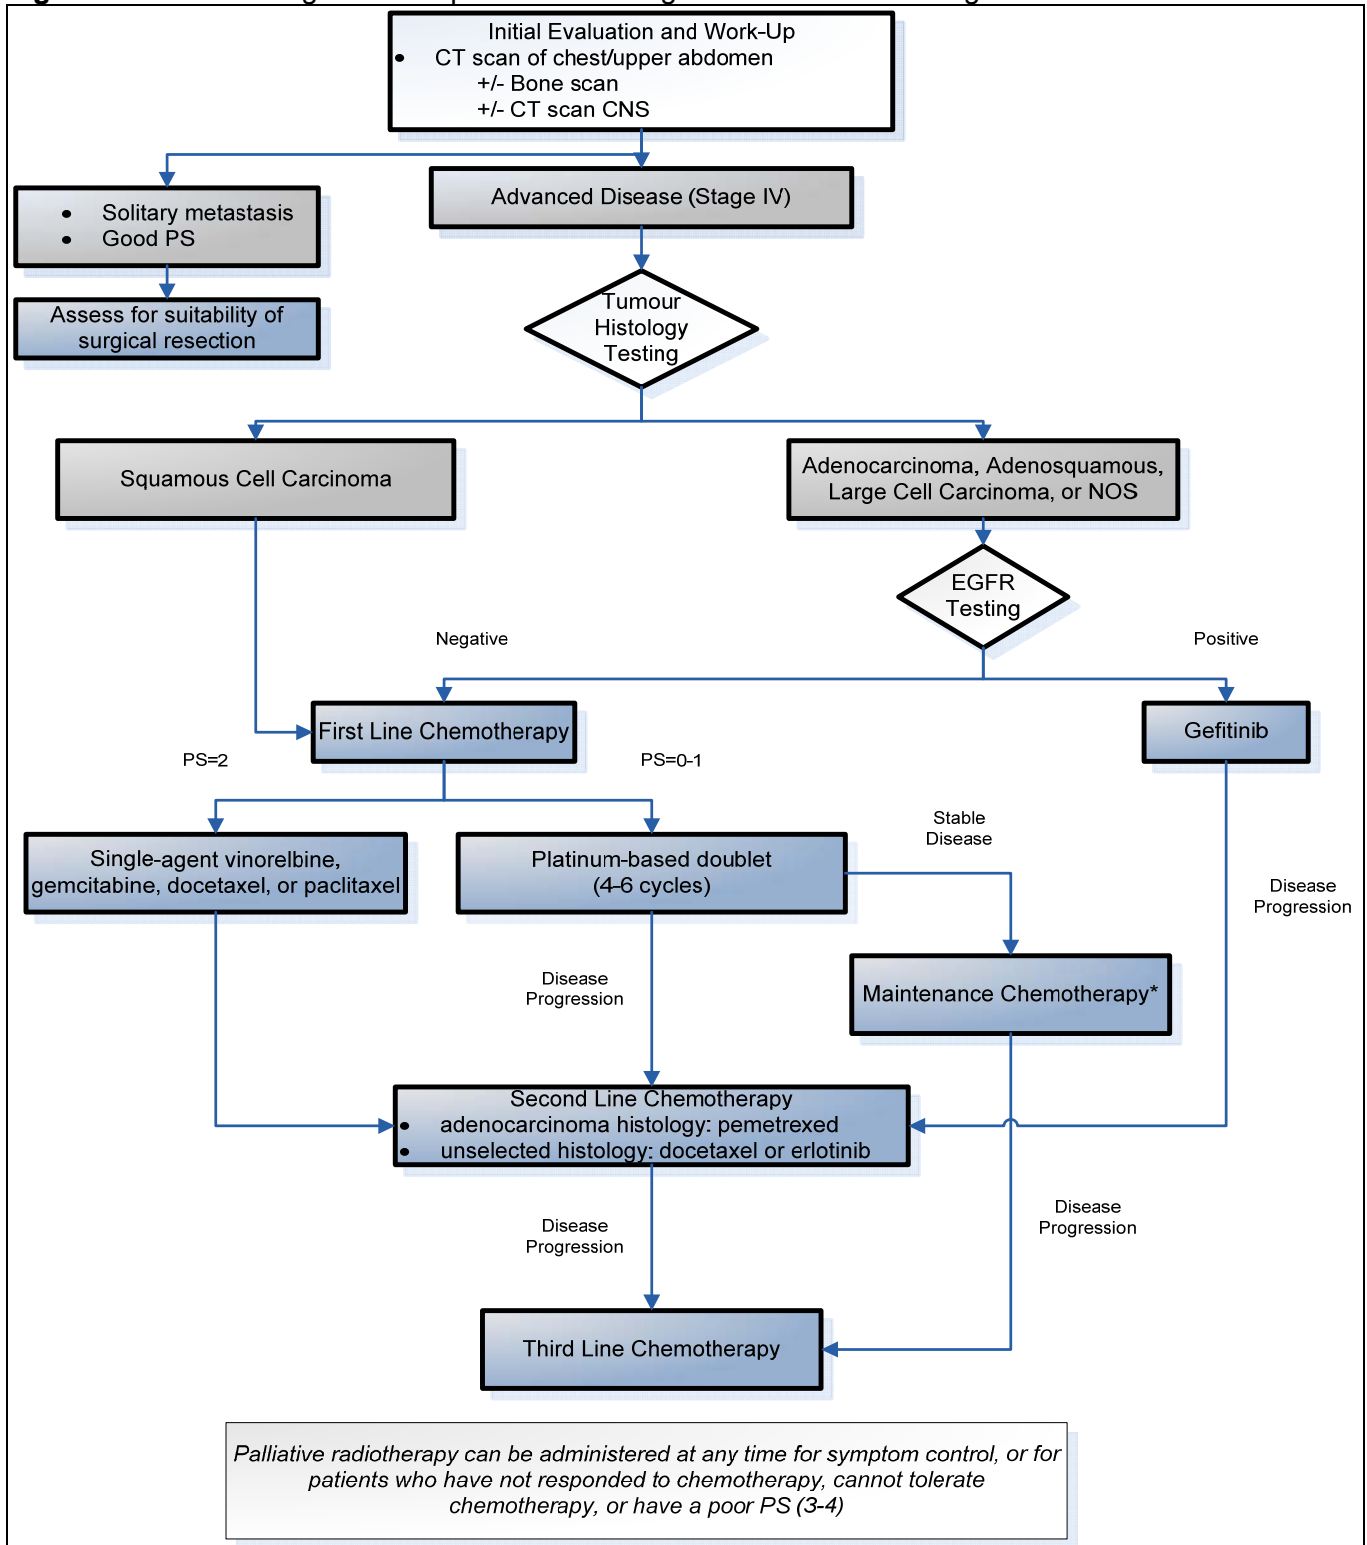 Initial Evaluation and Work-Up
• CT scan of chest/upper abdomen
+/- Bone scan
+/- CT scan CNS
• Solitary metastasis
• Good PS
Advanced Disease (Stage IV)
Assess for suitability of
surgical resection
Tumour
Histology
Testing
Squamous Cell Carcinoma
Adenocarcinoma, Adenosquamous,
Large Cell Carcinoma, or NOS
EGFR
Testing
Negative
Positive
First Line Chemotherapy
Gefitinib
PS=2
PS=0-1
Single-agent vinorelbine,
gemcitabine, docetaxel, or paclitaxel
Platinum-based doublet
(4-6 cycles)
Stable
Disease
Disease
Progression
Disease
Progression
Maintenance Chemotherapy*
Second Line Chemotherapy
• adenocarcinoma histology: pemetrexed
• unselected histology: docetaxel or erlotinib
Disease
Progression
Disease
Progression
Third Line Chemotherapy
Palliative radiotherapy can be administered at any time for symptom control, or for
patients who have not responded to chemotherapy, cannot tolerate
chemotherapy, or have a poor PS (3-4)